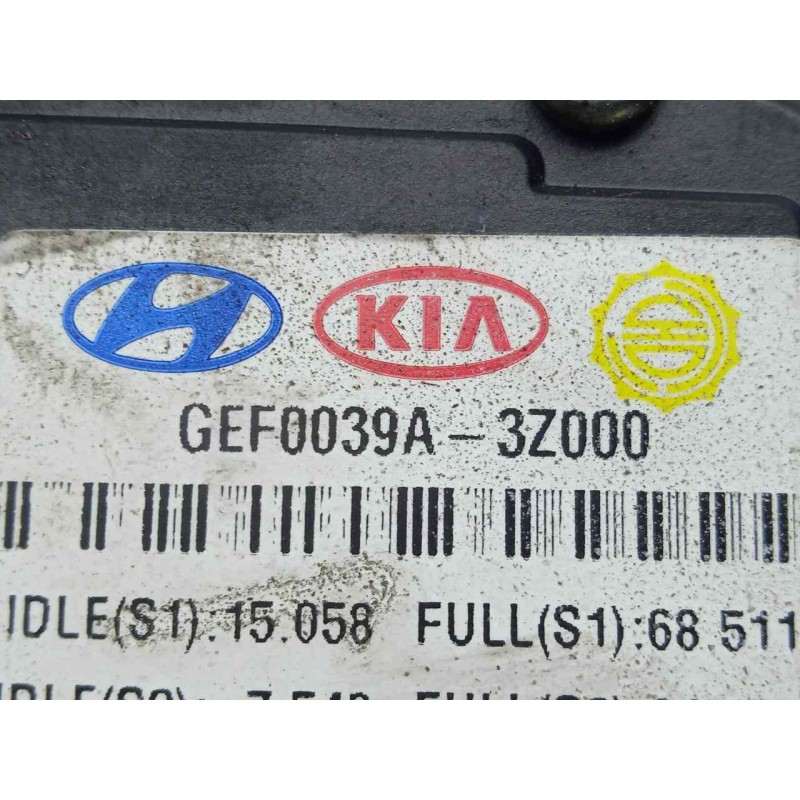 KIA
GEF0039A-3Z000
IDLE(S1):15.058 FULL(S1):68.511